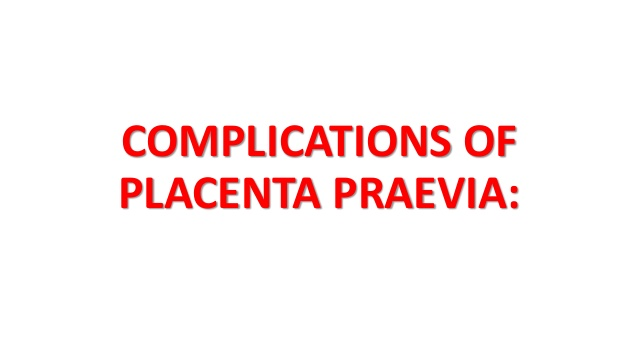 COMPLICATIONS OF
PLACENTA PRAEVIA: